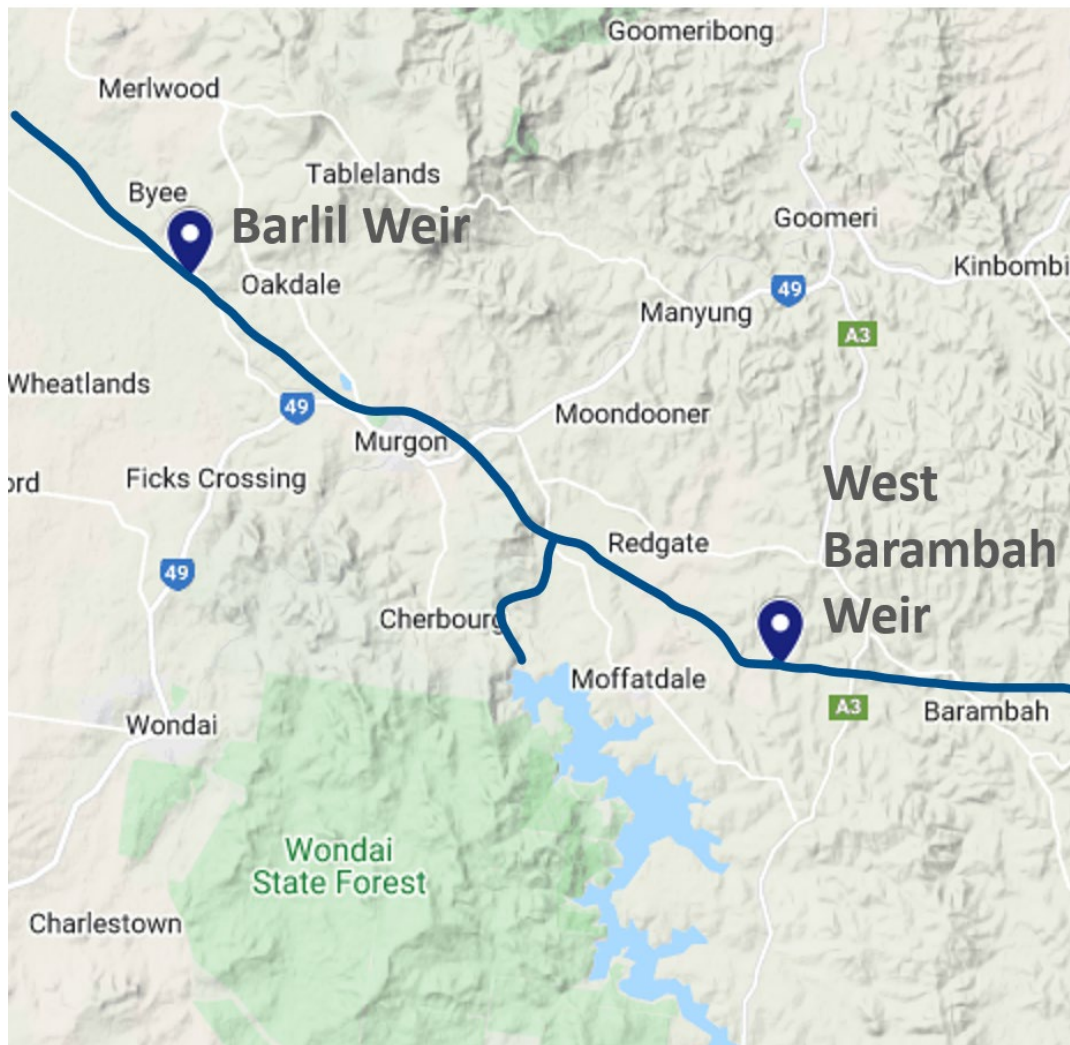 Goomeribong
Merlwood
Tablelands
Byee
Barlil Weir
Goomeri
Kinbombi
Oakdale
49
Manyung
A3
Wheatlands
49
Moondooner
Murgon
ord
Ficks Crossing
West
Barambah
Weir
Redgate
49
Cherbourg
Moffatdale
A3
Barambah
Wondai
Wondai
State Forest
Charlestown